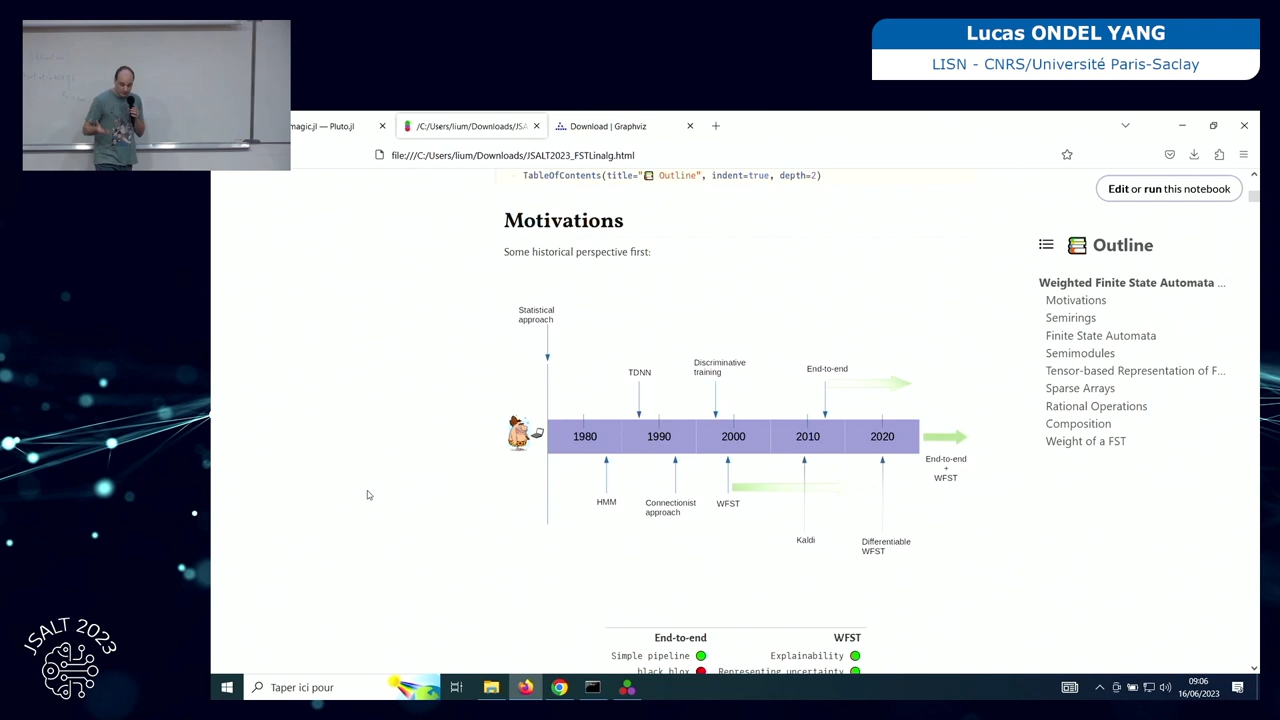 Lucas ONDEL YANG
LISN - CNRS/Université Paris-Saclay
magic.jl — Pluto.jl
/C:/Users/lium/Downloads/JSA
Download | Graphviz
file:///C:/Users/lium/Downloads/JSALT2023_FSTLinalg.html
TableOfContents(title="📚 Outline", indent=true, depth=2)
Edit or run this notebook
Motivations
Some historical perspective first:
Statistical
approach
TDNN
Discriminative
training
End-to-end
1980
1990
2000
2010
2020
HMM
Connectionist
approach
WFST
Kaldi
Differentiable
WFST
End-to-end
+
WFST
End-to-end
WFST
Simple pipeline
Explainability
black blox
Representing uncertainty
Outline
Weighted Finite State Automata ...
Motivations
Semirings
Finite State Automata
Semimodules
Tensor-based Representation of F...
Sparse Arrays
Rational Operations
Composition
Weight of a FST
JSALT 2023
Taper ici pour
09:06
16/06/2023